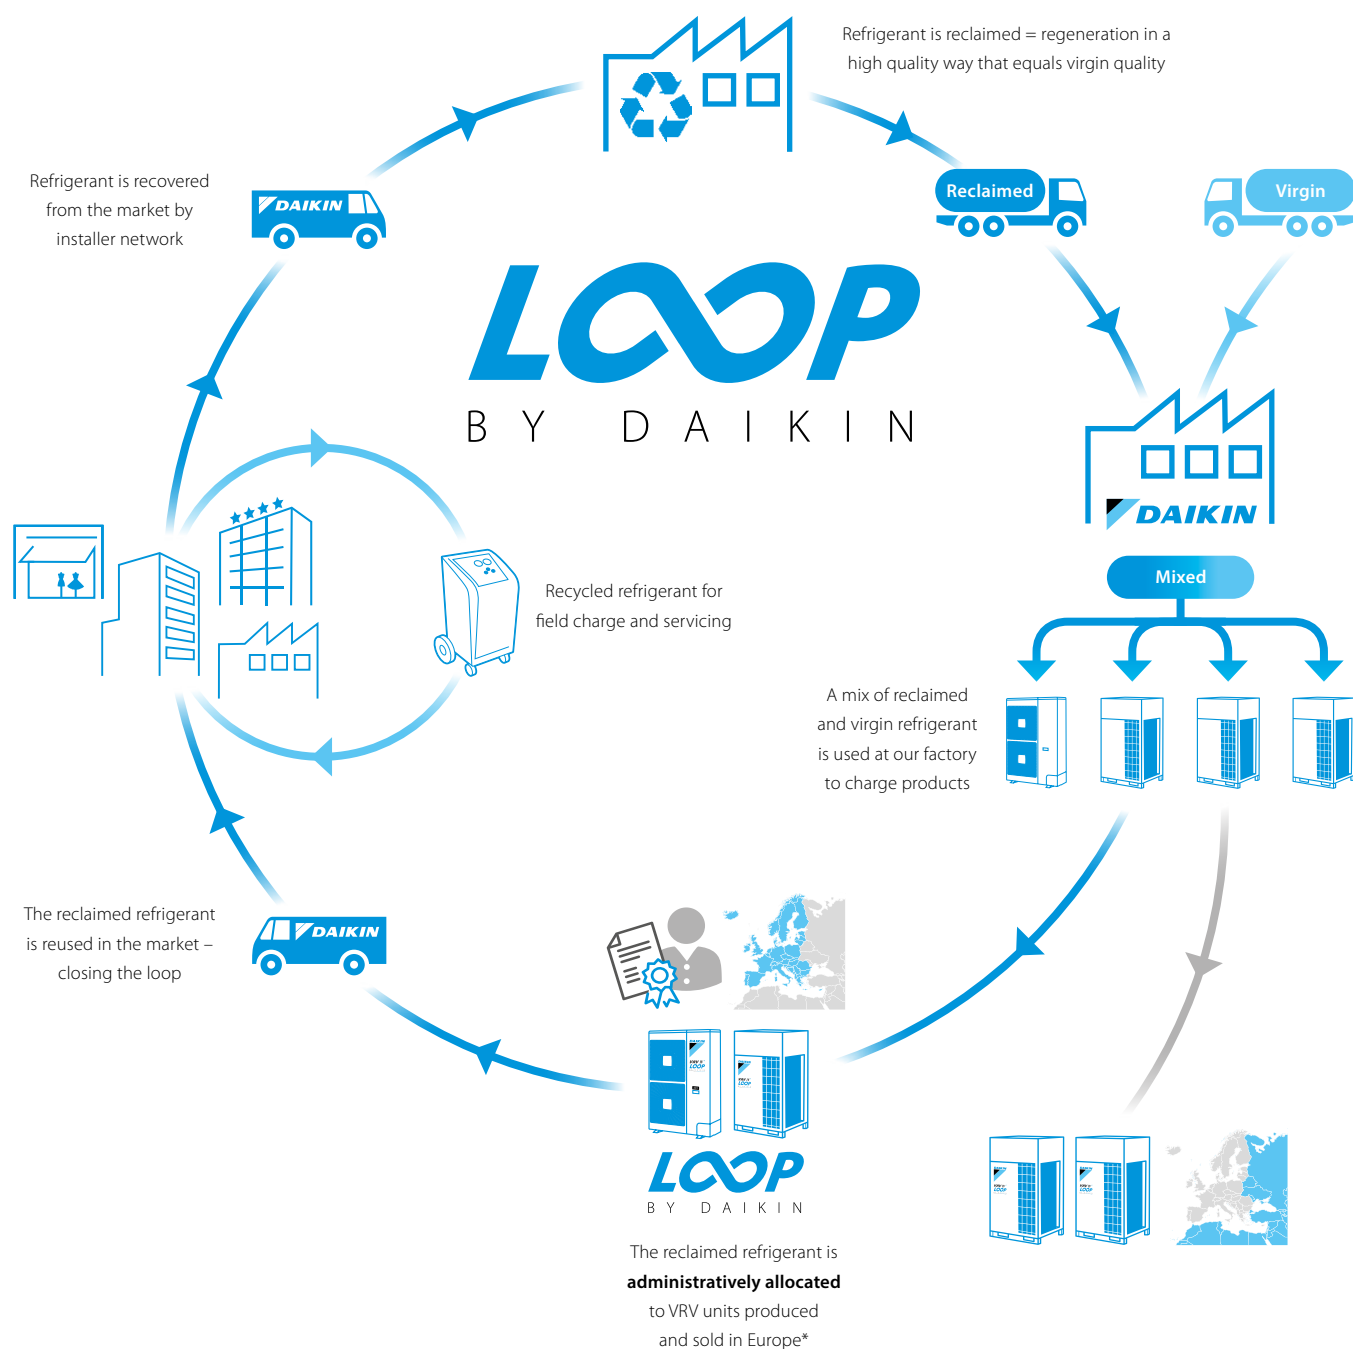 Refrigerant is reclaimed = regeneration in a
high quality way that equals virgin quality
Refrigerant is recovered
from the market by
installer network
DAIKIN
Reclaimed
Virgin
LOOP
BY DAIKIN
DAIKIN
Mixed
Recycled refrigerant for
field charge and servicing
A mix of reclaimed
and virgin refrigerant
is used at our factory
to charge products
The reclaimed refrigerant
is reused in the market –
closing the loop
DAIKIN
LOOP
BY DAIKIN
The reclaimed refrigerant is
administratively allocated
to VRV units produced
and sold in Europe*